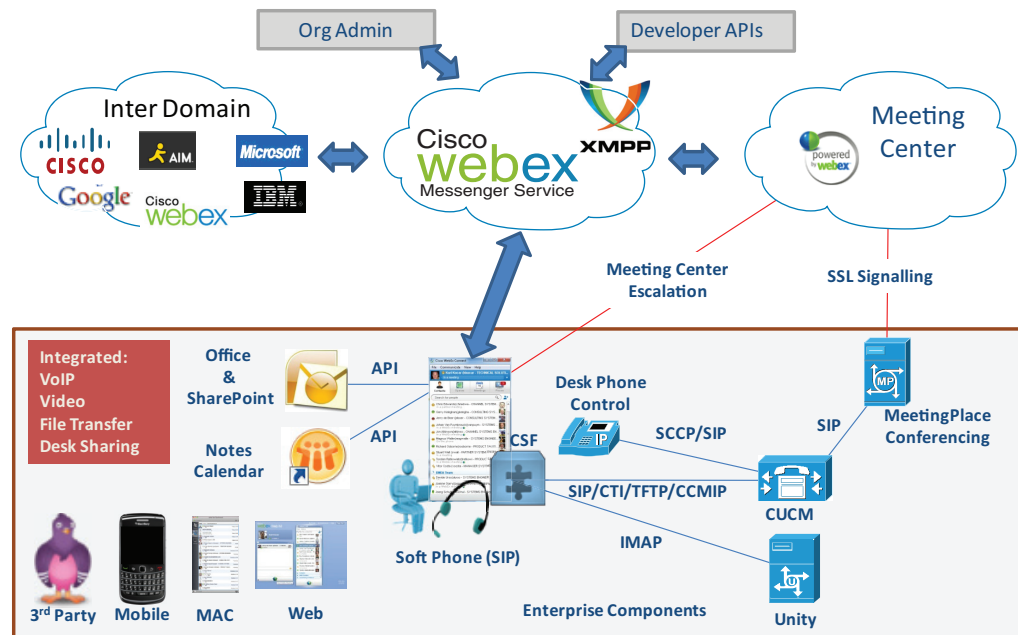 Org Admin
Developer APIs
Inter Domain
CISCO
AIM.
Microsoft
Google
Cisco
webex
IBM
Cisco
webex
Messenger Service
XMPP
Meeting
Center
powered
by webex
Meeting Center
Escalation
SSL Signalling
Integrated:
VoIP
Video
File Transfer
Desk Sharing
Office
&
SharePoint
API
Notes
Calendar
API
CSF
Desk Phone
Control
IP
SCCP/SIP
SIP
MP
MeetingPlace
Conferencing
SIP/CTI/TFTP/CCMIP
CUCM
IMAP
Soft Phone (SIP)
U
Unity
Enterprise Components
3rd Party
Mobile
MAC
Web